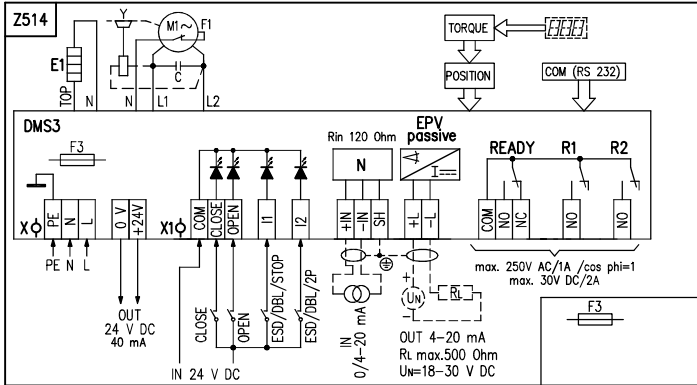 Z514
Y
M1~
F1
E1
C
TOP
N
N
L1
L2
TORQUE
POSITION
COM (RS 232)
DMS3
F3
Rin 120 Ohm
N
EPV
passive
I
READY
R1
R2
X
PE
N
L
0 V
+24V
X1
COM
CLOSE
OPEN
I1
I2
+IN
-IN
SH
+L
-L
COM
NO
NC
NO
NO
PE N L
OUT
24 V DC
40 mA
CLOSE
OPEN
ESD/DBL/STOP
ESD/DBL/2P
IN 24 V DC
IN
0/4-20 mA
+
UN
-
RL
OUT 4-20 mA
RL max.500 Ohm
UN=18-30 V DC
max. 250V AC/1A /cos phi=1
max. 30V DC/2A
F3